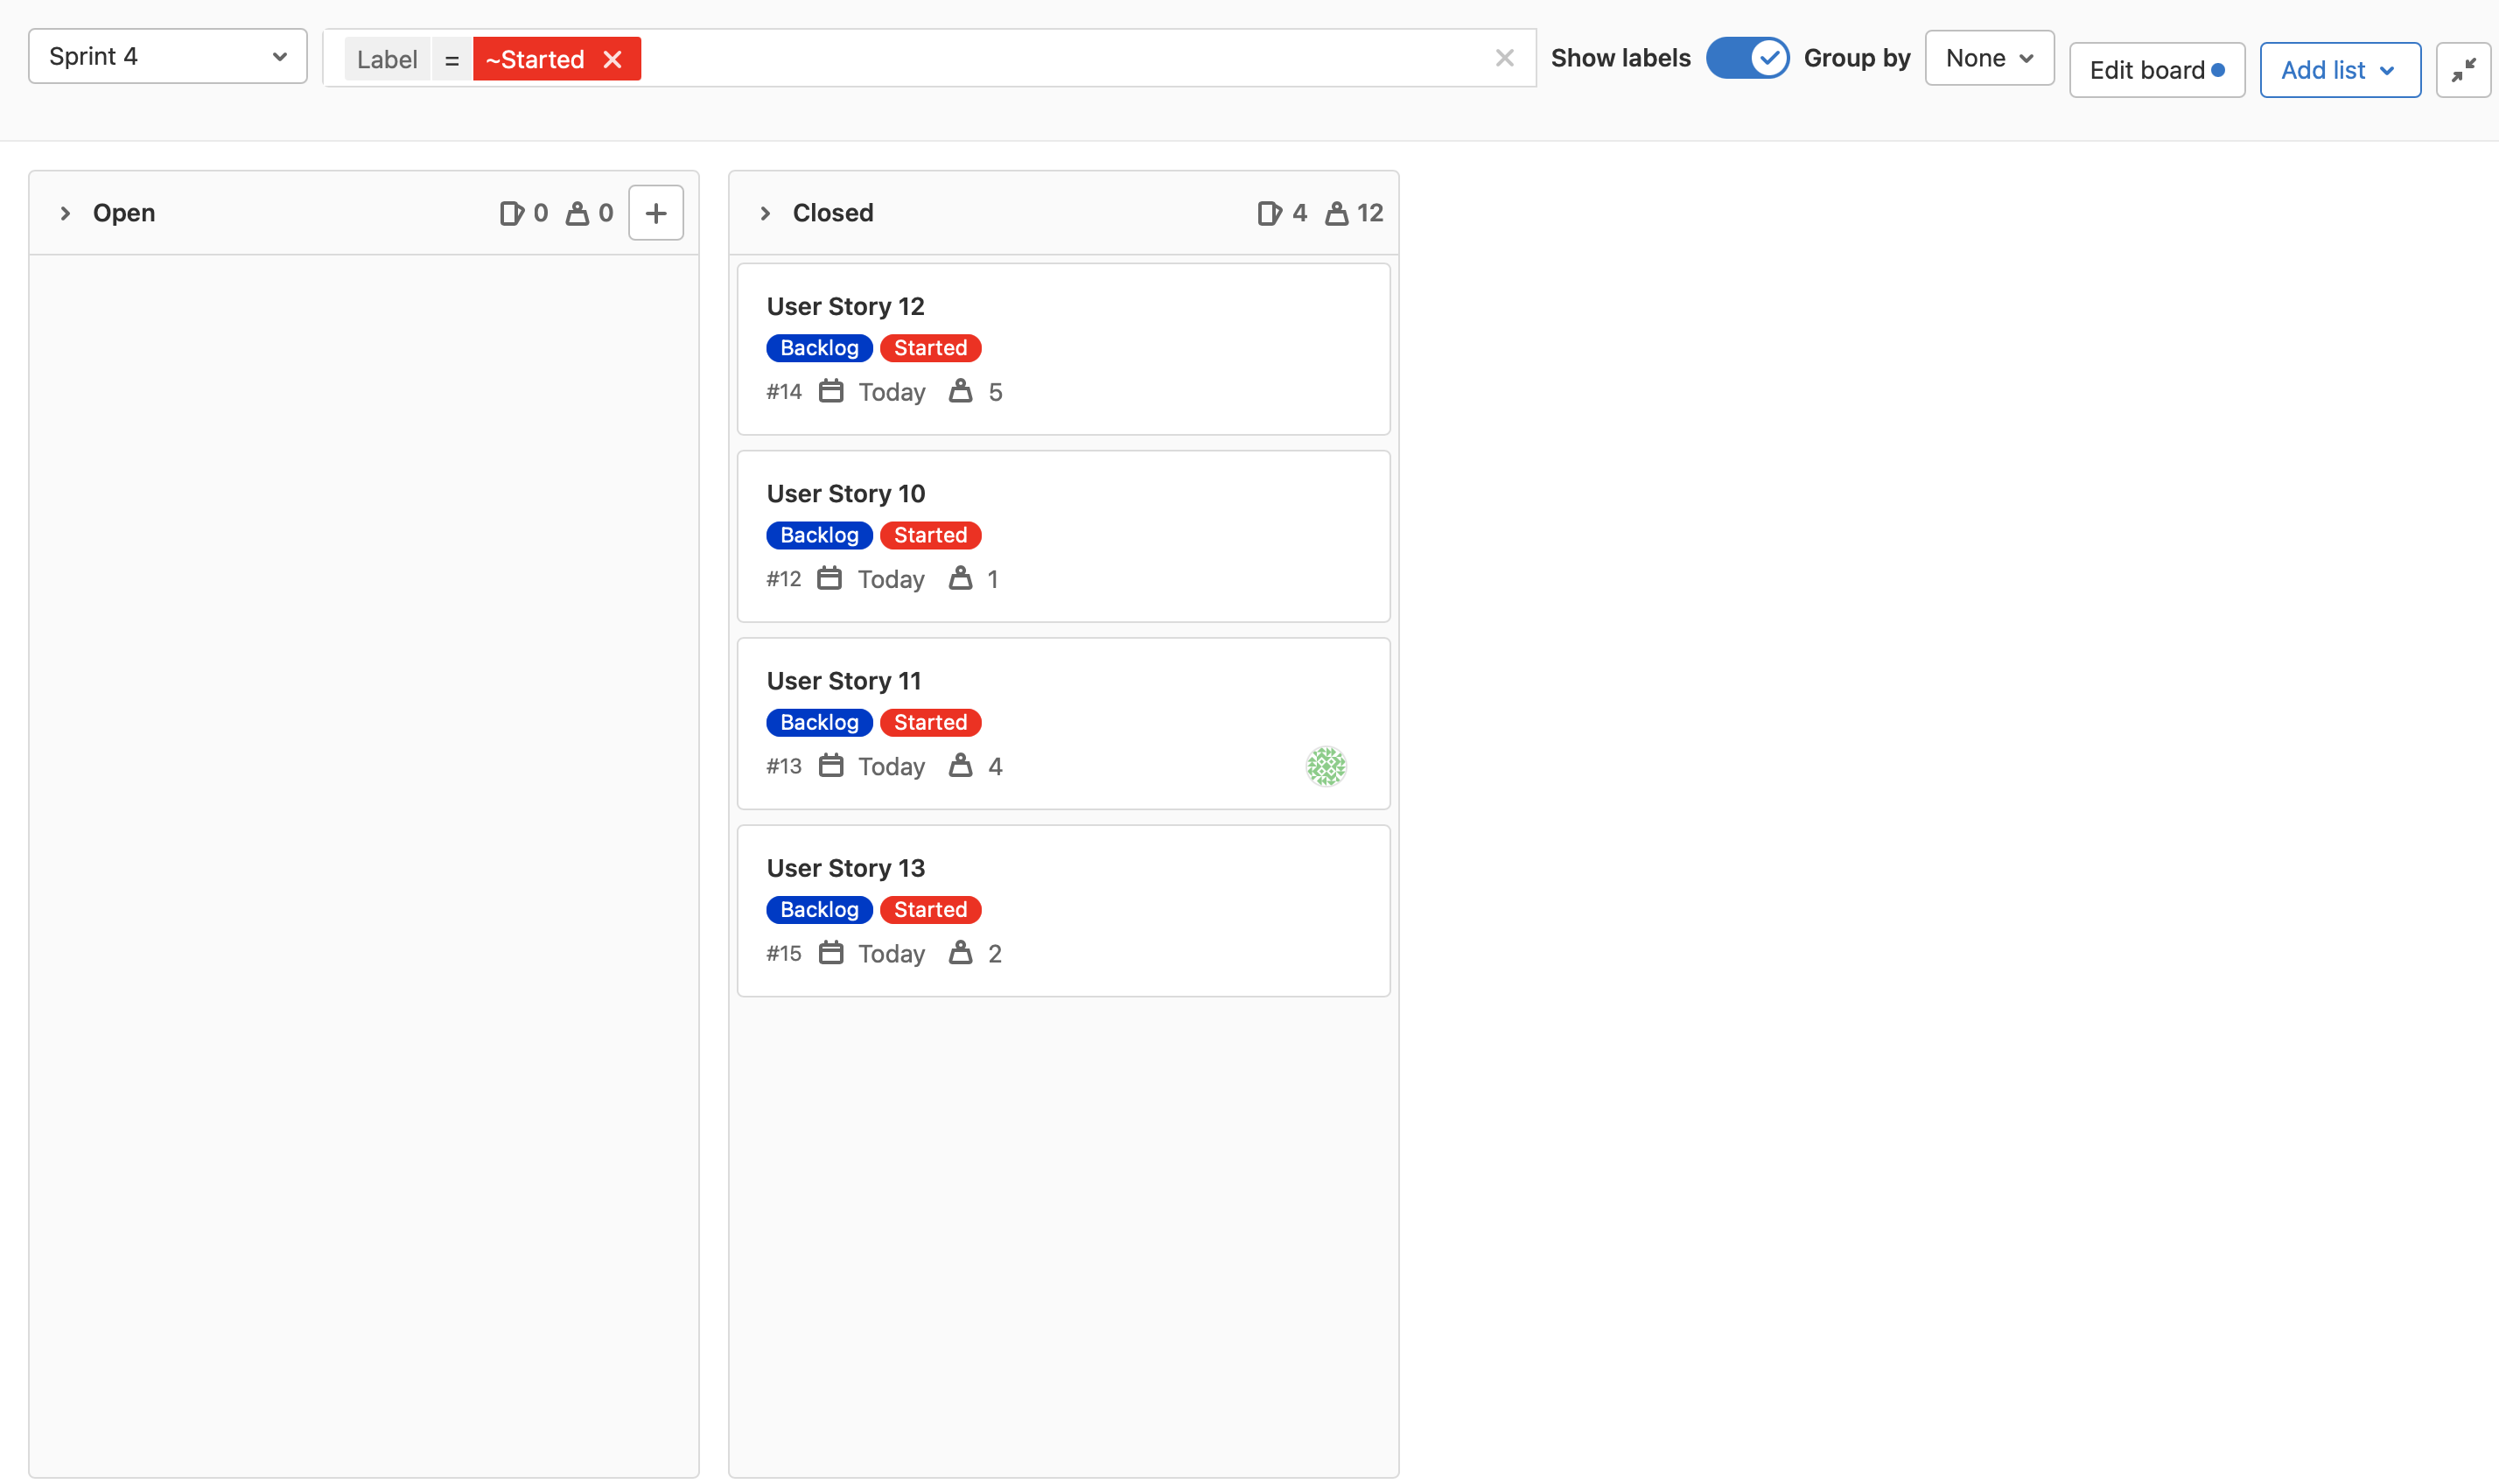 Sprint 4
Label = ~Started
Show labels
Group by
None
Edit board
Add list
Open 0 0
Closed 4 12
User Story 12
Backlog Started
#14 Today 5
User Story 10
Backlog Started
#12 Today 1
User Story 11
Backlog Started
#13 Today 4
User Story 13
Backlog Started
#15 Today 2